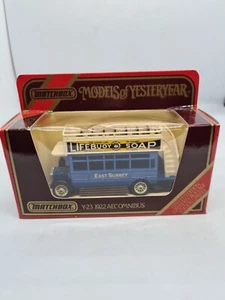 MATCHBOX
MODELS of YESTERYEAR
LIFEBUOY SOAP
EAST SURREY
MATCHBOX
Y-23 1922 AEC OMNIBUS